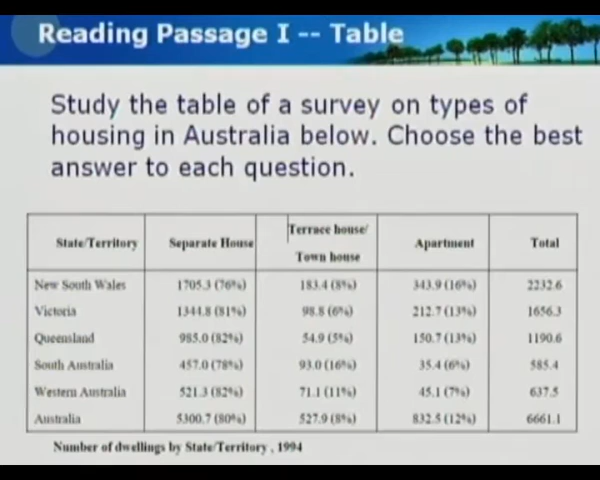 Reading Passage I -- Table
Study the table of a survey on types of
housing in Australia below. Choose the best
answer to each question.
State/Territory Separate House Terrace house/ Town house Apartment Total
New South Wales 1705.3 (76%) 183.4 (8%) 343.9 (16%) 2232.6
Victoria 1344.8 (81%) 98.8 (6%) 212.7 (13%) 1656.3
Queensland 985.0 (82%) 54.9 (5%) 150.7 (13%) 1190.6
South Australia 457.0 (78%) 93.0 (16%) 35.4 (6%) 585.4
Western Australia 521.3 (82%) 71.1 (11%) 45.1 (7%) 637.5
Australia 5300.7 (80%) 527.9 (8%) 832.5 (12%) 6661.1
Number of dwellings by State/Territory , 1994